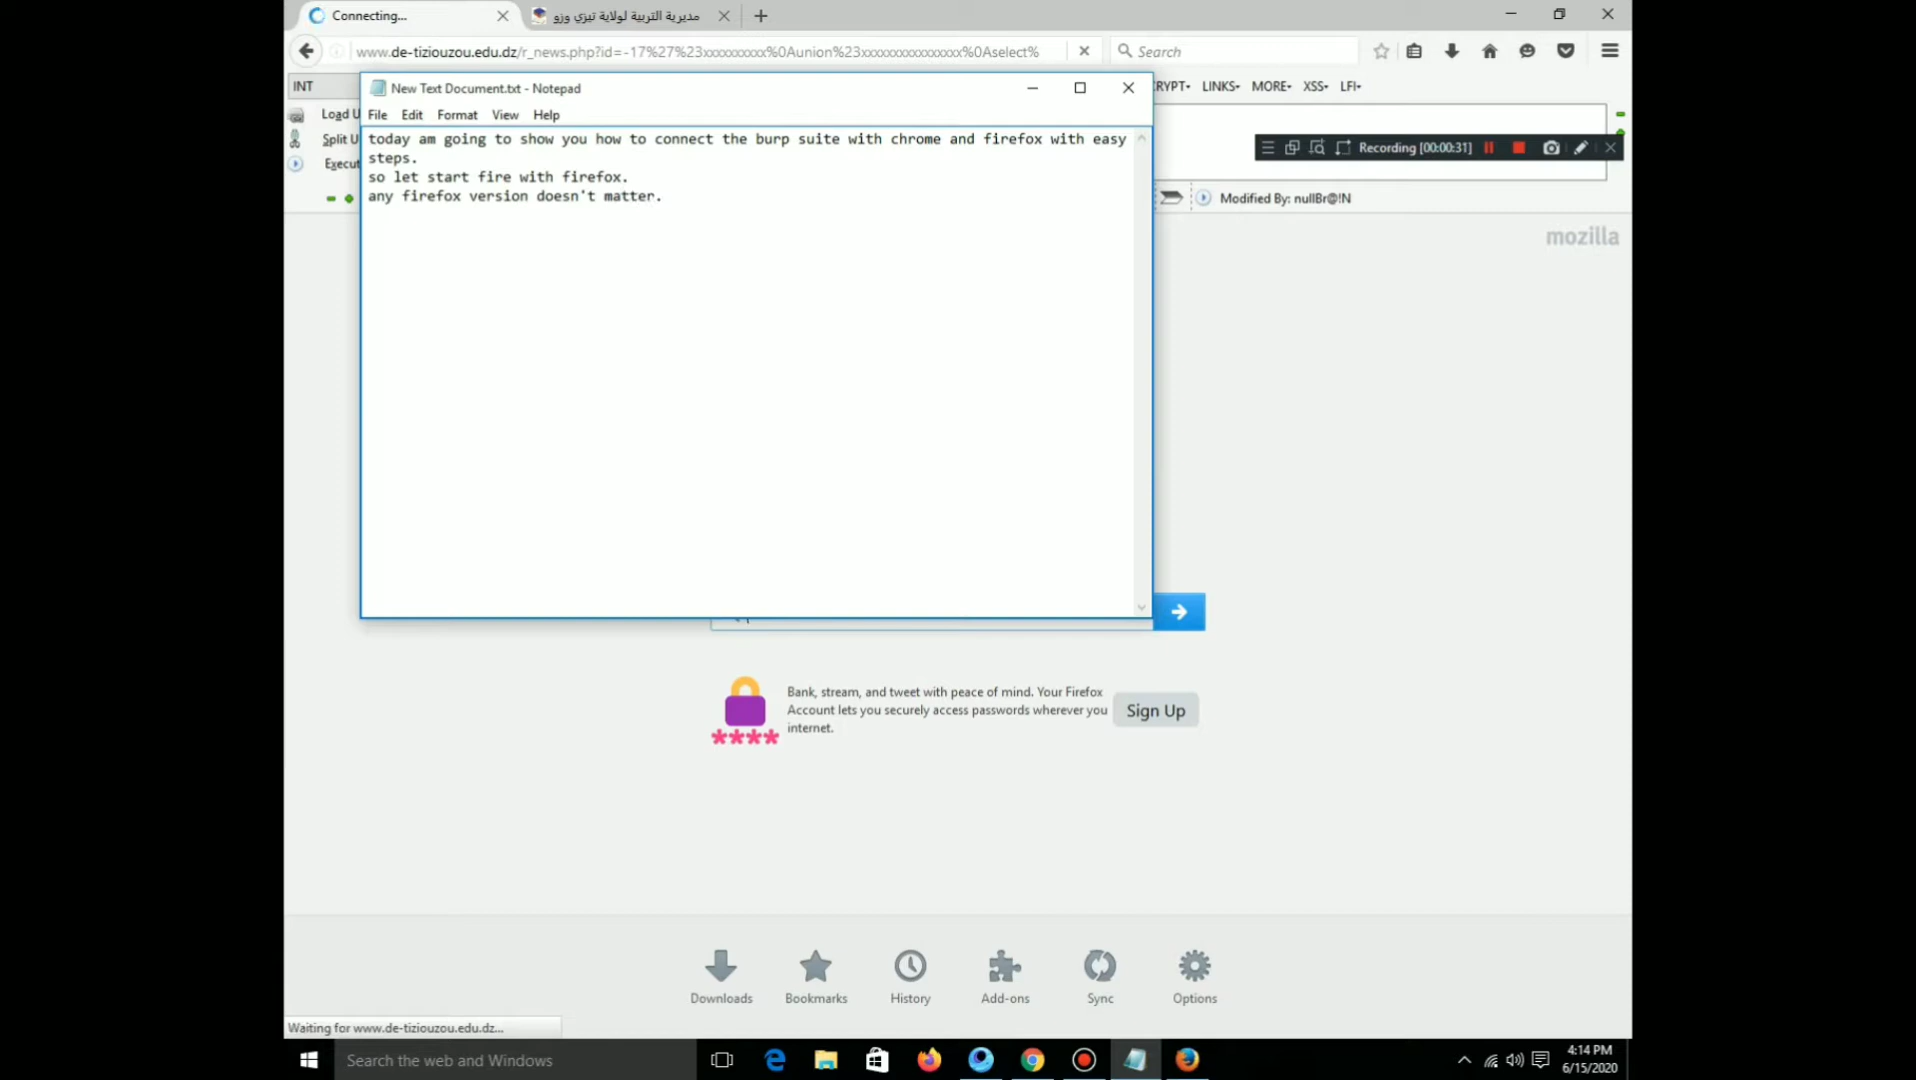 Connecting...
مديرية التربية لولاية تيزي وزو
www.de-tiziouzou.edu.dz/r_news.php?id=-17%27%23xxxxxxxxxx%0Aunion%23xxxxxxxxxxxxxxx%0Aselect%
Search
INT
RYPT
LINKS
MORE
XSS
LFI
New Text Document.txt - Notepad
Load U
File Edit Format View Help
today am going to show you how to connect the burp suite with chrome and firefox with easy
steps.
so let start fire with firefox.
any firefox version doesn't matter.
Split U
Execut
Recording [00:00:31]
Modified By: nullBr@!N
mozilla
Bank, stream, and tweet with peace of mind. Your Firefox
Account lets you securely access passwords wherever you
internet.
Sign Up
****
Downloads
Bookmarks
History
Add-ons
Sync
Options
Waiting for www.de-tiziouzou.edu.dz...
Search the web and Windows
4:14 PM
6/15/2020